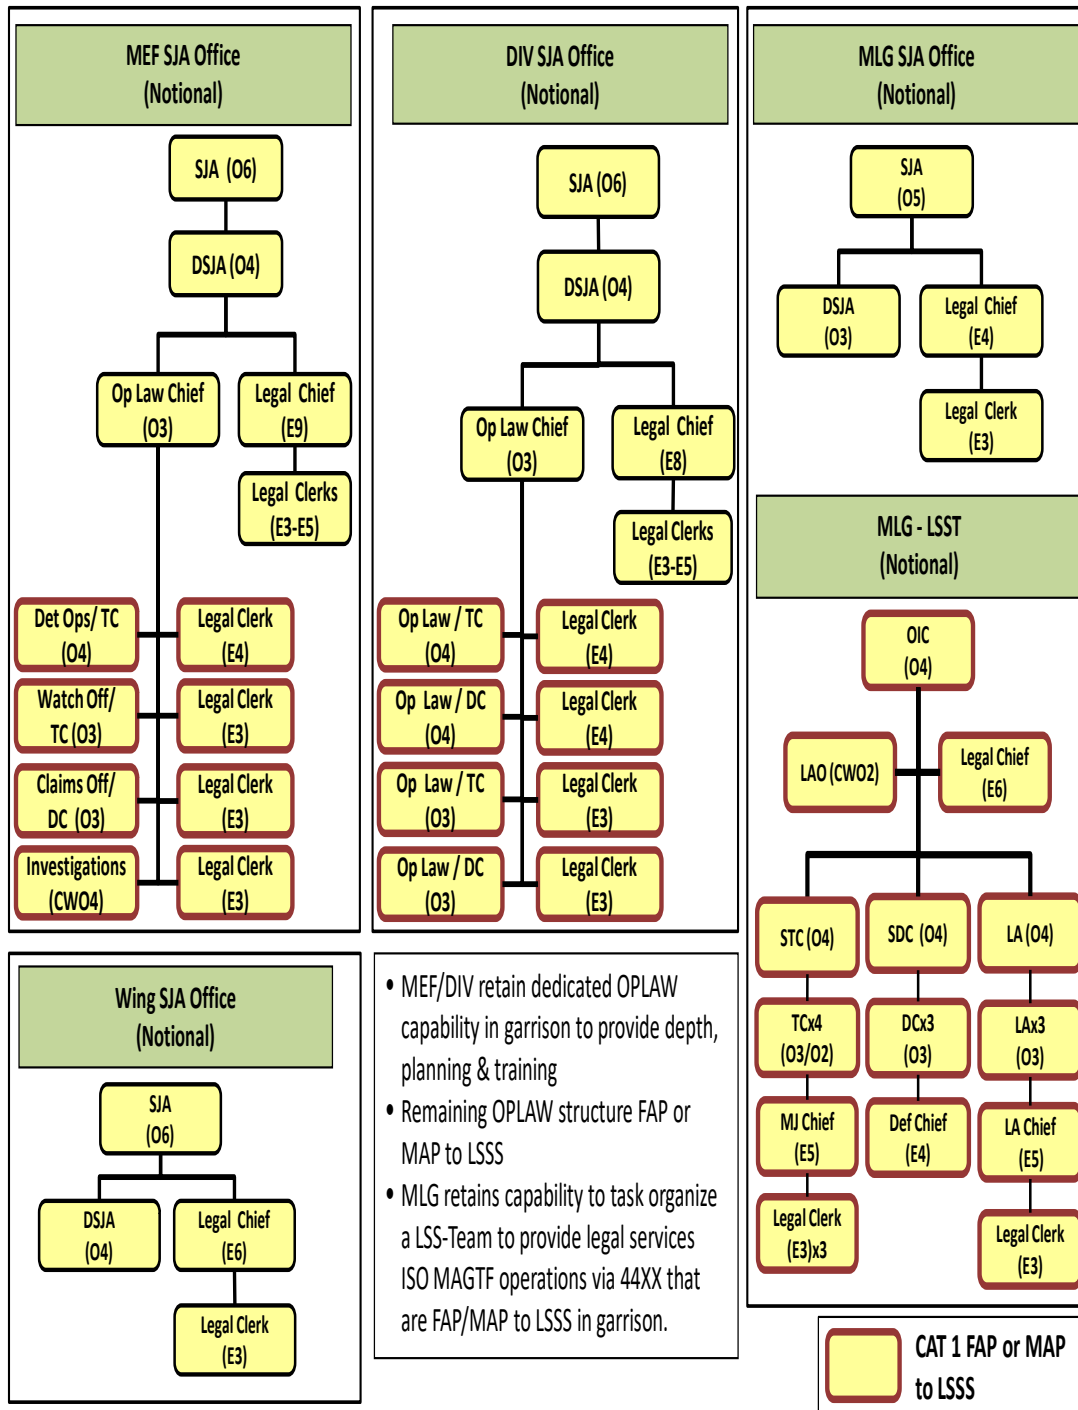 MEF SJA Office
(Notional)
SJA (O6)
DSJA (O4)
Op Law Chief
(O3)
Legal Chief
(E9)
Legal Clerks
(E3-E5)
Det Ops/ TC
(O4)
Legal Clerk
(E4)
Watch Off/
TC (O3)
Legal Clerk
(E3)
Claims Off/
DC (O3)
Legal Clerk
(E3)
Investigations
(CWO4)
Legal Clerk
(E3)
DIV SJA Office
(Notional)
SJA (O6)
DSJA (O4)
Op Law Chief
(O3)
Legal Chief
(E8)
Legal Clerks
(E3-E5)
Op Law / TC
(O4)
Legal Clerk
(E4)
Op Law / DC
(O4)
Legal Clerk
(E4)
Op Law / TC
(O3)
Legal Clerk
(E3)
Op Law / DC
(O3)
Legal Clerk
(E3)
MLG SJA Office
(Notional)
SJA
(O5)
DSJA
(O3)
Legal Chief
(E4)
Legal Clerk
(E3)
MLG - LSST
(Notional)
OIC
(O4)
LAO (CWO2)
Legal Chief
(E6)
STC (O4)
SDC (O4)
LA (O4)
TCx4
(O3/O2)
DCx3
(O3)
LAx3
(O3)
MJ Chief
(E5)
Def Chief
(E4)
LA Chief
(E5)
Legal Clerk
(E3)x3
Legal Clerk
(E3)
Wing SJA Office
(Notional)
SJA
(O6)
DSJA
(O4)
Legal Chief
(E6)
Legal Clerk
(E3)
• MEF/DIV retain dedicated OPLAW
capability in garrison to provide depth,
planning & training
• Remaining OPLAW structure FAP or
MAP to LSSS
• MLG retains capability to task organize
a LSS-Team to provide legal services
ISO MAGTF operations via 44XX that
are FAP/MAP to LSSS in garrison.
CAT 1 FAP or MAP
to LSSS